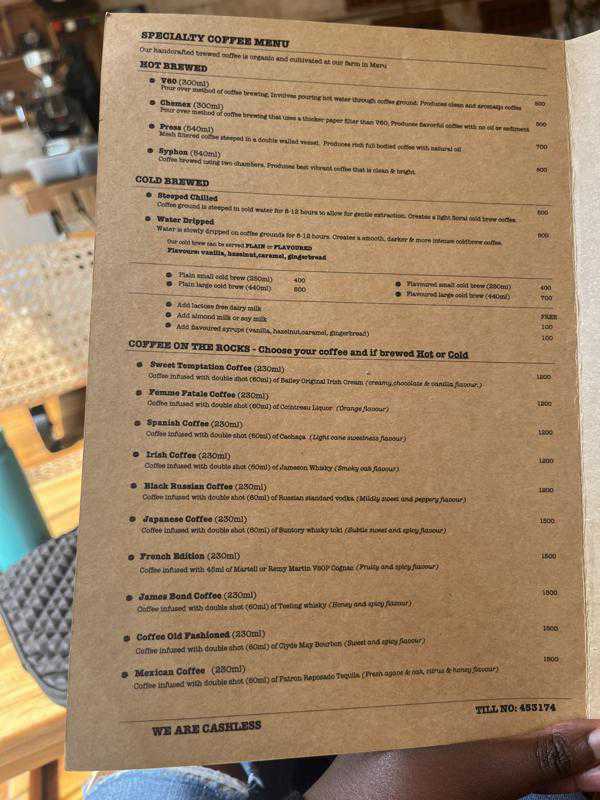 SPECIALTY COFFEE MENU
Our handcrafted brewed coffee is organic and cultivated at our farm in Meru
HOT BREWED
V60 (300ml)
Pour over method of coffee brewing, Involves pouring hot water through coffee ground. Produces clean and aromatic coffee 500
Chemex (300ml)
Pour over method of coffee brewing that uses a thicker paper filter than V60, Produces flavorful coffee with no oil or sediment 500
Press (540ml)
Mesh filtered coffee steeped in a double walled vessel. Produces rich full bodied coffee with natural oil 700
Syphon (540ml)
Coffee brewed using two chambers. Produces best vibrant coffee that is clean & bright.
COLD BREWED
Steeped Chilled
Coffee ground is steeped in cold water for 8-12 hours to allow for gentle extraction. Creates a light floral cold brew coffee.
Water Dripped
Water is slowly dripped on coffee grounds for 8-12 hours. Creates a smooth, darker & more intense coldbrew coffee.
Our cold brew can be served PLAIN or FLAVOURED
Flavours: vanilla, hazelnut,caramel, gingerbread
Plain small cold brew (250ml) 400
Plain large cold brew (440ml)
Flavoured small cold brew (250ml) 400
Flavoured large cold brew (440ml) 700
Add lactose free dairy milk FREE
Add almond milk or soy milk 100
Add flavoured syrups (vanilla, hazelnut,caramel, gingerbread) 100
COFFEE ON THE ROCKS - Choose your coffee and if brewed Hot or Cold
Sweet Temptation Coffee (230ml)
Coffee infused with double shot (60ml) of Bailey Original Irish Cream (creamy,chocolate & vanilla flavour.) 1200
Femme Fatale Coffee (230ml)
Coffee infused with double shot (60ml) of Cointreau Liquor (Orange flavour) 1200
Spanish Coffee (230ml)
Coffee infused with double shot (60ml) of Cachaça (Light cane sweetness flavour) 1200
Irish Coffee (230ml)
Coffee infused with double shot (60ml) of Jameson Whisky (Smoky oak flavour) 1200
Black Russian Coffee (230ml)
Coffee infused with double shot (60ml) of Russian standard vodka (Mildly sweet and peppery flavour) 1200
Japanese Coffee (230ml)
Coffee infused with double shot (60ml) of Suntory whisky toki (Subtle sweet and spicy flavour) 1500
French Edition (230ml)
Coffee infused with 45ml of Martell or Remy Martin VSOP Cognac (Fruity and spicy flavour) 1500
James Bond Coffee (230ml)
Coffee infused with double shot (60ml) of Teeling whisky (Honey and spicy flavour) 1500
Coffee Old Fashioned (230ml)
Coffee infused with double shot (60ml) of Clyde May Bourbon (Sweet and spicy flavour) 1500
Mexican Coffee (230ml)
Coffee infused with double shot (60ml) of Patron Reposado Tequila (Fresh agave & oak, citrus & honey flavour) 1500
WE ARE CASHLESS
TILL NO: 453174